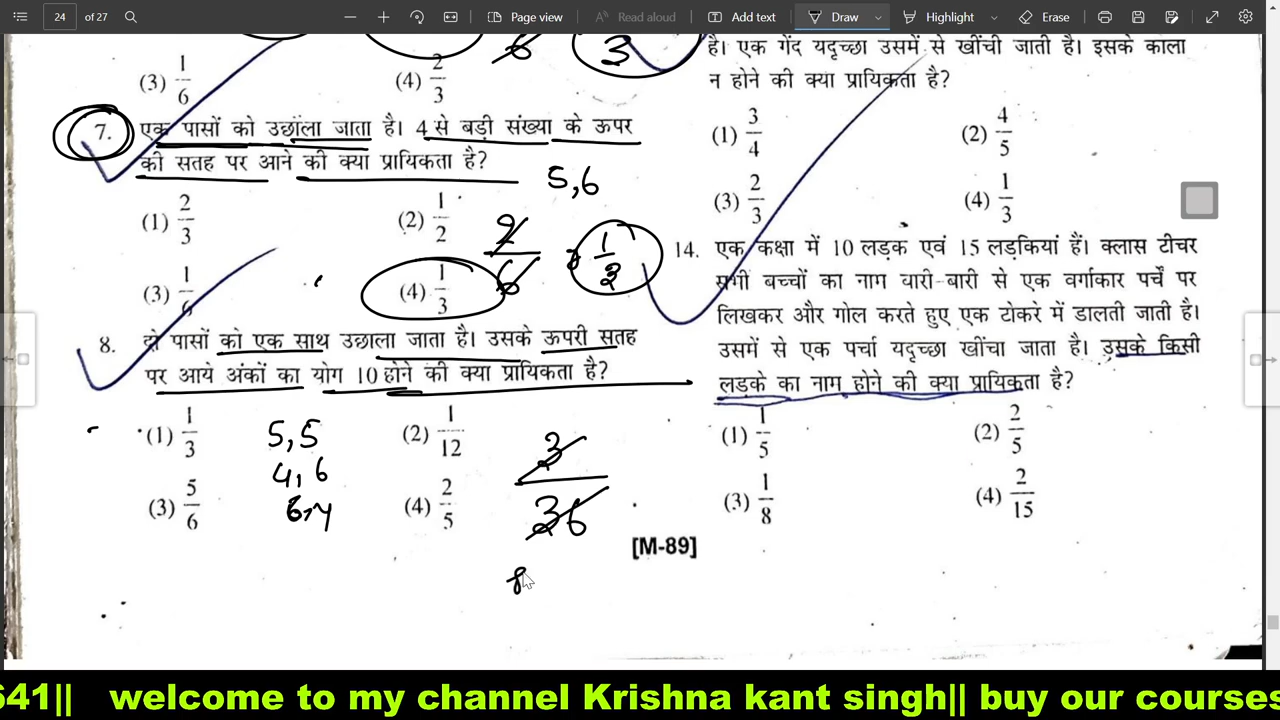 24 of 27
Page view
Read aloud
Add text
Draw
Highlight
Erase
(3) 1/6
(4) 2/3
6
3
7. एक पासों को उछांला जाता है। 4 से बड़ी संख्या के ऊपर
की सतह पर आने की क्या प्रायिकता है?
5,6
(1) 2/3
(2) 1/2
(3) 1/6
(4) 1/3
2/6
1/3
8. दो पासों को एक साथ उछाला जाता है। उसके ऊपरी सतह
पर आये अंकों का योग 10 होने की क्या प्रायिकता है?
(1) 1/3
(2) 1/12
(3) 5/6
(4) 2/5
5,5
4,6
6,4
3/36
है। एक गेंद यदृच्छा उसमें से खींची जाती है। इसके काला
न होने की क्या प्रायिकता है?
(1) 3/4
(2) 4/5
(3) 2/3
(4) 1/3
14. एक कक्षा में 10 लड़क एवं 15 लड़कियां हैं। क्लास टीचर
सभी बच्चों का नाम बारी-बारी से एक वर्गाकार पर्चे पर
लिखकर और गोल करते हुए एक टोकरे में डालती जाती है।
उसमें से एक पर्चा यदृच्छा खींचा जाता है। उसके किसी
लड़के का नाम होने की क्या प्रायिकता है?
(1) 1/5
(2) 2/5
(3) 1/8
(4) 2/15
[M-89]
641|| welcome to my channel Krishna kant singh|| buy our courses